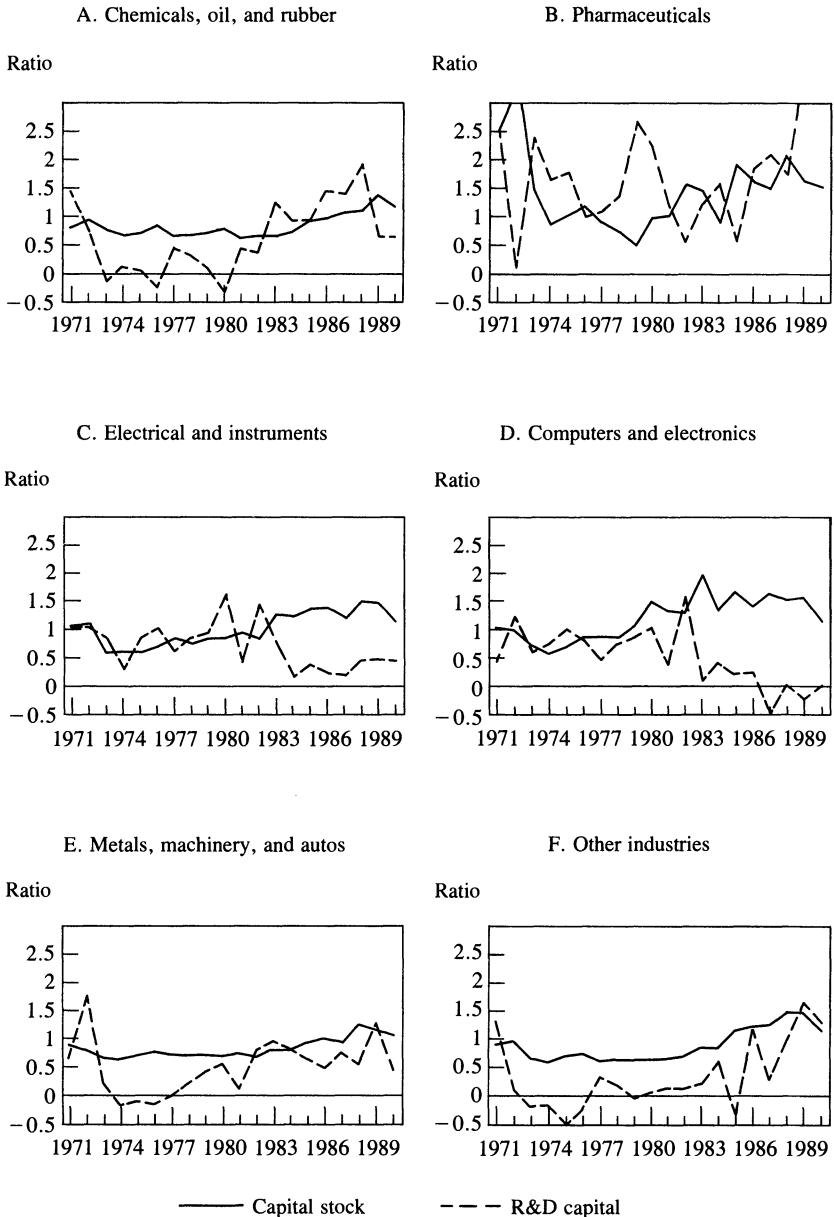 A. Chemicals, oil, and rubber
B. Pharmaceuticals
Ratio
Ratio
2.5
2
1.5
1
0.5
0
−0.5
1971 1974 1977 1980 1983 1986 1989
2.5
2
1.5
1
0.5
0
−0.5
1971 1974 1977 1980 1983 1986 1989
C. Electrical and instruments
D. Computers and electronics
Ratio
Ratio
2.5
2
1.5
1
0.5
0
−0.5
1971 1974 1977 1980 1983 1986 1989
2.5
2
1.5
1
0.5
0
−0.5
1971 1974 1977 1980 1983 1986 1989
E. Metals, machinery, and autos
F. Other industries
Ratio
Ratio
2.5
2
1.5
1
0.5
0
−0.5
1971 1974 1977 1980 1983 1986 1989
2.5
2
1.5
1
0.5
0
−0.5
1971 1974 1977 1980 1983 1986 1989
Capital stock
R&D capital